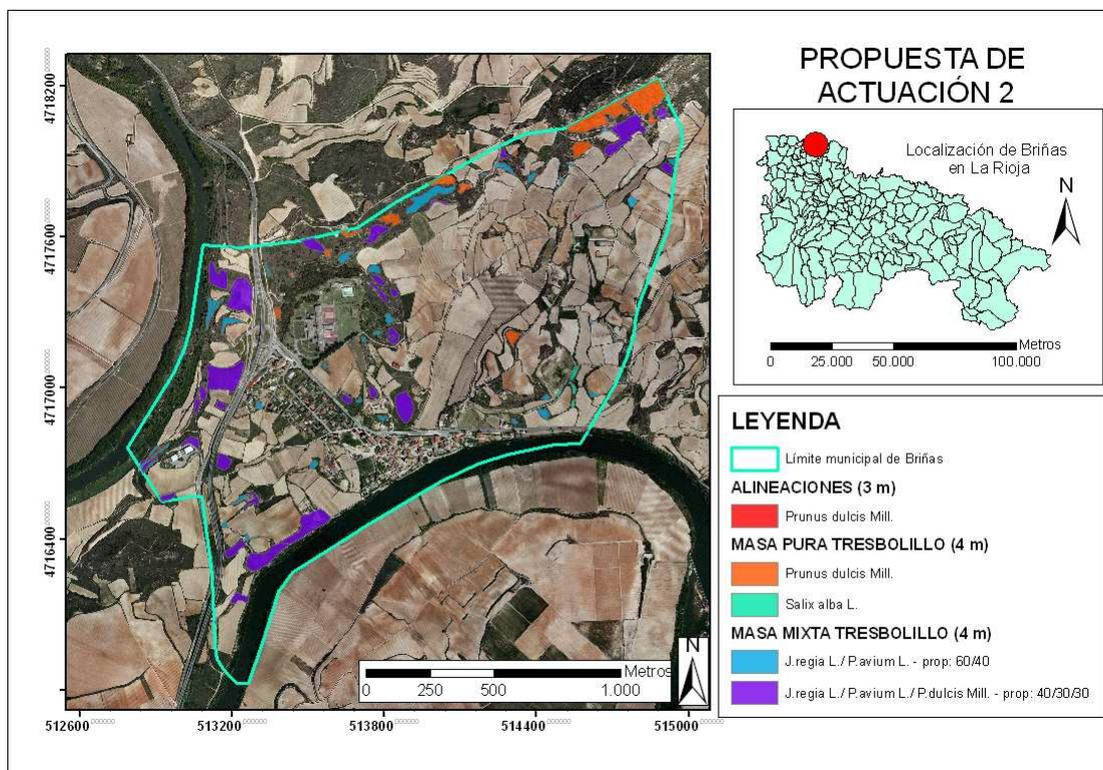 PROPUESTA DE
ACTUACIÓN 2
Localización de Briñas
en La Rioja
N
Metros
0 25.000 50.000 100.000
LEYENDA
Límite municipal de Briñas
ALINEACIONES (3 m)
Prunus dulcis Mill.
MASA PURA TRESBOLILLO (4 m)
Prunus dulcis Mill.
Salix alba L.
MASA MIXTA TRESBOLILLO (4 m)
J.regia L./ P.avium L. - prop: 60/40
J.regia L./ P.avium L./ P.dulcis Mill. - prop: 40/30/30
4718200
4717600
4717000
4716400
N
Metros
0 250 500 1.000
512600 513200 513800 514400 515000